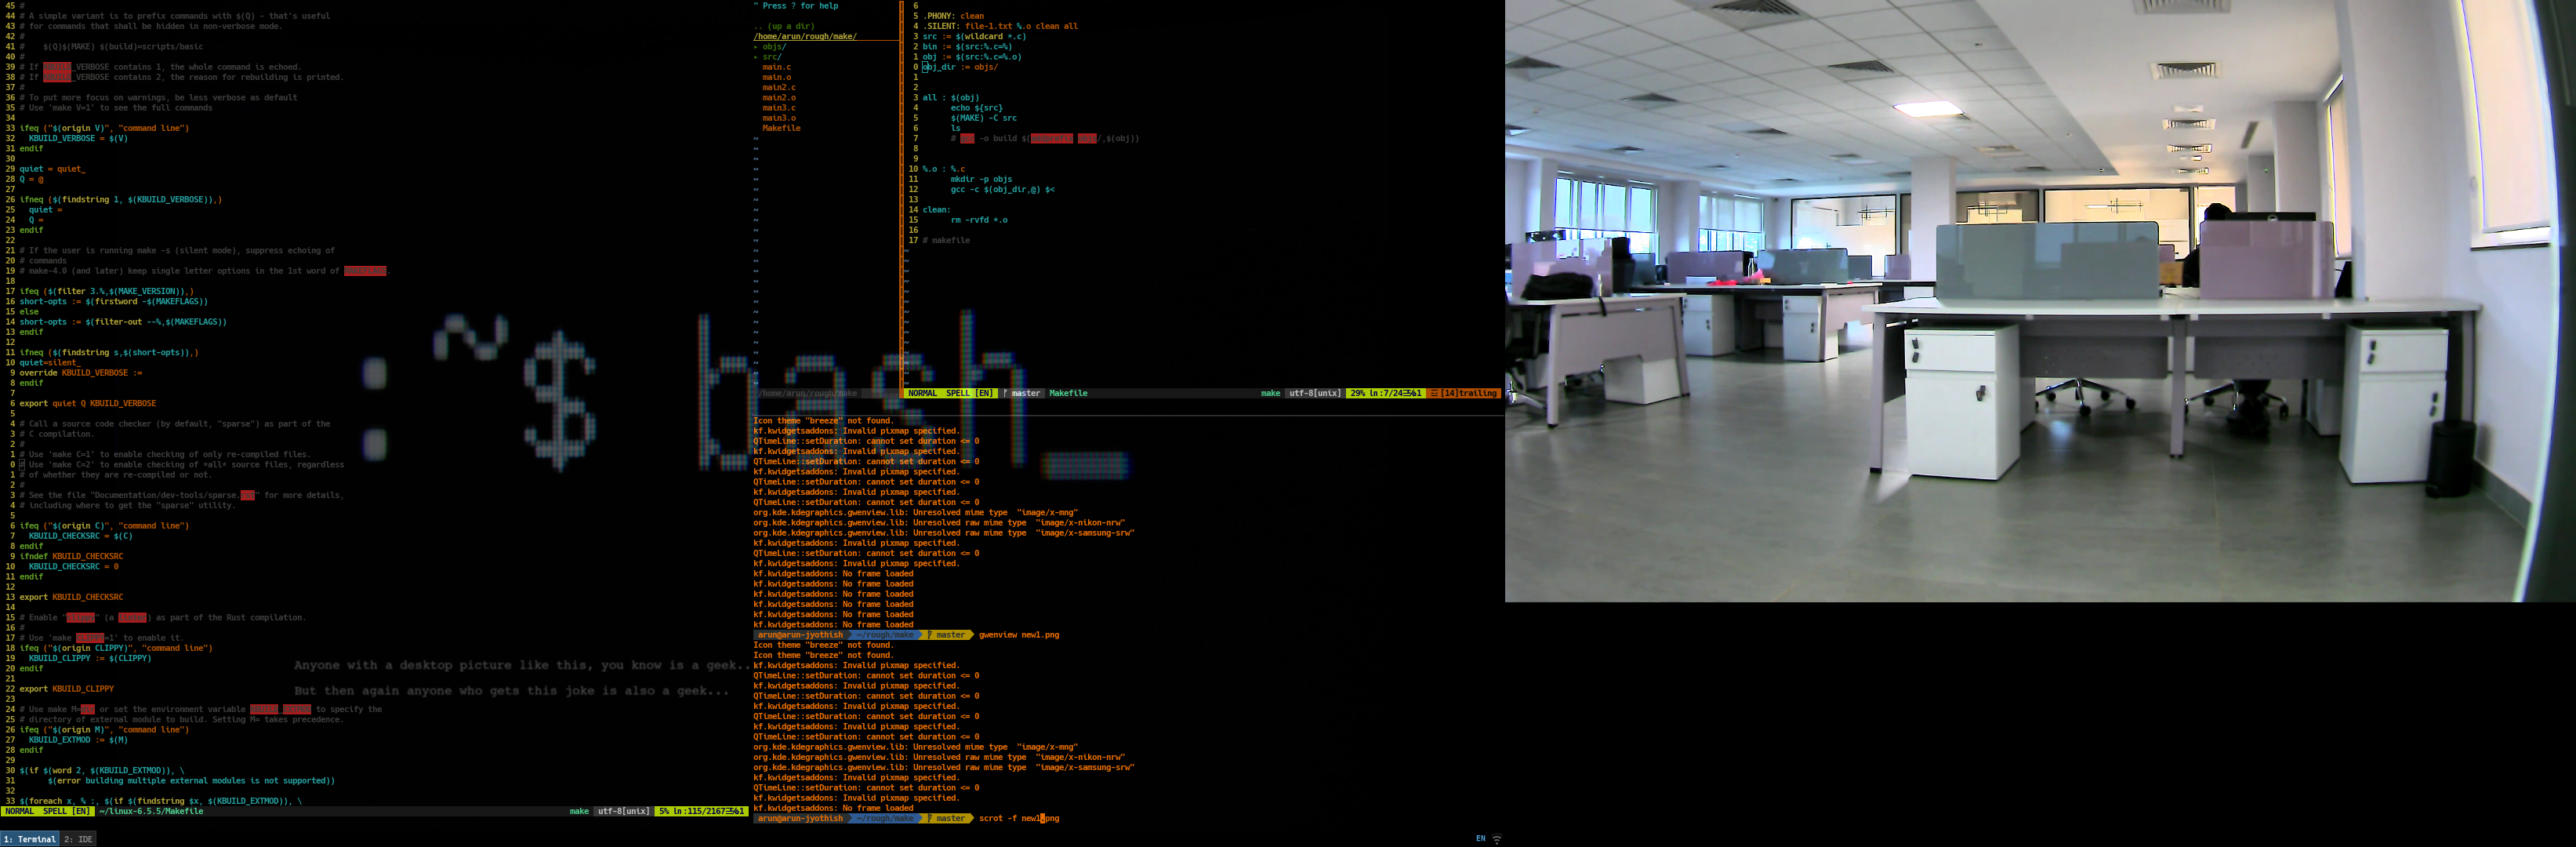 45 #
44 # A simple variant is to prefix commands with $(Q) - that's useful
43 # for commands that shall be hidden in non-verbose mode.
42 #
41 #    $(Q)$(MAKE) $(build)=scripts/basic
40 #
39 # If KBUILD_VERBOSE contains 1, the whole command is echoed.
38 # If KBUILD_VERBOSE contains 2, the reason for rebuilding is printed.
37 #
36 # To put more focus on warnings, be less verbose as default
35 # Use 'make V=1' to see the full commands
34
33 ifeq ("$(origin V)", "command line")
32   KBUILD_VERBOSE = $(V)
31 endif
30
29 quiet = quiet_
28 Q = @
27
26 ifneq ($(findstring 1, $(KBUILD_VERBOSE)),)
25   quiet =
24   Q =
23 endif
22
21 # If the user is running make -s (silent mode), suppress echoing of
20 # commands
19 # make-4.0 (and later) keep single letter options in the 1st word of MAKEFLAGS.
18
17 ifeq ($(filter 3.%,$(MAKE_VERSION)),)
16 short-opts := $(firstword -$(MAKEFLAGS))
15 else
14 short-opts := $(filter-out --%,$(MAKEFLAGS))
13 endif
12
11 ifneq ($(findstring s,$(short-opts)),)
10 quiet=silent_
9 override KBUILD_VERBOSE :=
8 endif
7
6 export quiet Q KBUILD_VERBOSE
5
4 # Call a source code checker (by default, "sparse") as part of the
3 # C compilation.
2 #
1 # Use 'make C=1' to enable checking of only re-compiled files.
0 # Use 'make C=2' to enable checking of *all* source files, regardless
1 # of whether they are re-compiled or not.
2 #
3 # See the file "Documentation/dev-tools/sparse.rst" for more details,
4 # including where to get the "sparse" utility.
5
6 ifeq ("$(origin C)", "command line")
7   KBUILD_CHECKSRC = $(C)
8 endif
9 ifndef KBUILD_CHECKSRC
10   KBUILD_CHECKSRC = 0
11 endif
12
13 export KBUILD_CHECKSRC
14
15 # Enable "clippy" (a linter) as part of the Rust compilation.
16 #
17 # Use 'make CLIPPY=1' to enable it.
18 ifeq ("$(origin CLIPPY)", "command line")
19   KBUILD_CLIPPY := $(CLIPPY)
20 endif
21
22 export KBUILD_CLIPPY
23
24 # Use make M=dir or set the environment variable KBUILD_EXTMOD to specify the
25 # directory of external module to build. Setting M= takes precedence.
26 ifeq ("$(origin M)", "command line")
27   KBUILD_EXTMOD := $(M)
28 endif
29
30 $(if $(word 2, $(KBUILD_EXTMOD)), \
31       $(error building multiple external modules is not supported))
32
33 $(foreach x, % :, $(if $(findstring $x, $(KBUILD_EXTMOD)), \
NORMAL SPELL [EN] ~/linux-6.5.5/Makefile make utf-8[unix] 5% ln:115/2167
:~$ bash_
Anyone with a desktop picture like this, you know is a geek..
But then again anyone who gets this joke is also a geek...
" Press ? for help
.. (up a dir)
/home/arun/rough/make/
▸ objs/
▸ src/
main.c
main.o
main2.c
main2.o
main3.c
main3.o
Makefile
/home/arun/rough/make
6
5 .PHONY: clean
4 .SILENT: file-1.txt %.o clean all
3 src := $(wildcard *.c)
2 bin := $(src:%.c=%)
1 obj := $(src:%.c=%.o)
0 obj_dir := objs/
1
2
3 all : $(obj)
4       echo ${src}
5       $(MAKE) -C src
6       ls
7       # gcc -o build $(addprefix objs/,$(obj))
8
9
10 %.o : %.c
11       mkdir -p objs
12       gcc -c $(obj_dir,@) $<
13
14 clean:
15       rm -rvfd *.o
16
17 # makefile
NORMAL SPELL [EN] master Makefile make utf-8[unix] 29% ln:7/24 [14]trailing
Icon theme "breeze" not found.
kf.kwidgetsaddons: Invalid pixmap specified.
QTimeLine::setDuration: cannot set duration <= 0
kf.kwidgetsaddons: Invalid pixmap specified.
QTimeLine::setDuration: cannot set duration <= 0
kf.kwidgetsaddons: Invalid pixmap specified.
QTimeLine::setDuration: cannot set duration <= 0
kf.kwidgetsaddons: Invalid pixmap specified.
QTimeLine::setDuration: cannot set duration <= 0
org.kde.kdegraphics.gwenview.lib: Unresolved mime type  "image/x-mng"
org.kde.kdegraphics.gwenview.lib: Unresolved raw mime type  "image/x-nikon-nrw"
org.kde.kdegraphics.gwenview.lib: Unresolved raw mime type  "image/x-samsung-srw"
kf.kwidgetsaddons: Invalid pixmap specified.
QTimeLine::setDuration: cannot set duration <= 0
kf.kwidgetsaddons: Invalid pixmap specified.
kf.kwidgetsaddons: No frame loaded
kf.kwidgetsaddons: No frame loaded
kf.kwidgetsaddons: No frame loaded
kf.kwidgetsaddons: No frame loaded
kf.kwidgetsaddons: No frame loaded
kf.kwidgetsaddons: No frame loaded
arun@arun-jyothish ~/rough/make master gwenview new1.png
Icon theme "breeze" not found.
Icon theme "breeze" not found.
kf.kwidgetsaddons: Invalid pixmap specified.
QTimeLine::setDuration: cannot set duration <= 0
kf.kwidgetsaddons: Invalid pixmap specified.
QTimeLine::setDuration: cannot set duration <= 0
kf.kwidgetsaddons: Invalid pixmap specified.
QTimeLine::setDuration: cannot set duration <= 0
kf.kwidgetsaddons: Invalid pixmap specified.
QTimeLine::setDuration: cannot set duration <= 0
org.kde.kdegraphics.gwenview.lib: Unresolved mime type  "image/x-mng"
org.kde.kdegraphics.gwenview.lib: Unresolved raw mime type  "image/x-nikon-nrw"
org.kde.kdegraphics.gwenview.lib: Unresolved raw mime type  "image/x-samsung-srw"
kf.kwidgetsaddons: Invalid pixmap specified.
QTimeLine::setDuration: cannot set duration <= 0
kf.kwidgetsaddons: Invalid pixmap specified.
kf.kwidgetsaddons: No frame loaded
arun@arun-jyothish ~/rough/make master scrot -f new1.png
1: Terminal 2: IDE
EN